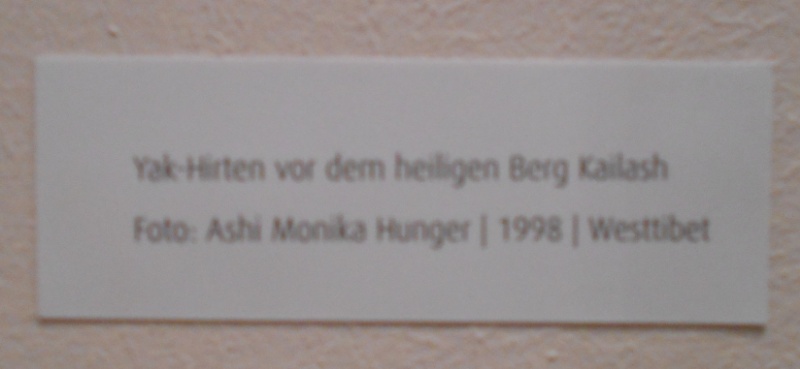 Yak-Hirten vor dem heiligen Berg Kailash
Foto: Ashi Monika Hunger | 1998 | Westtibet